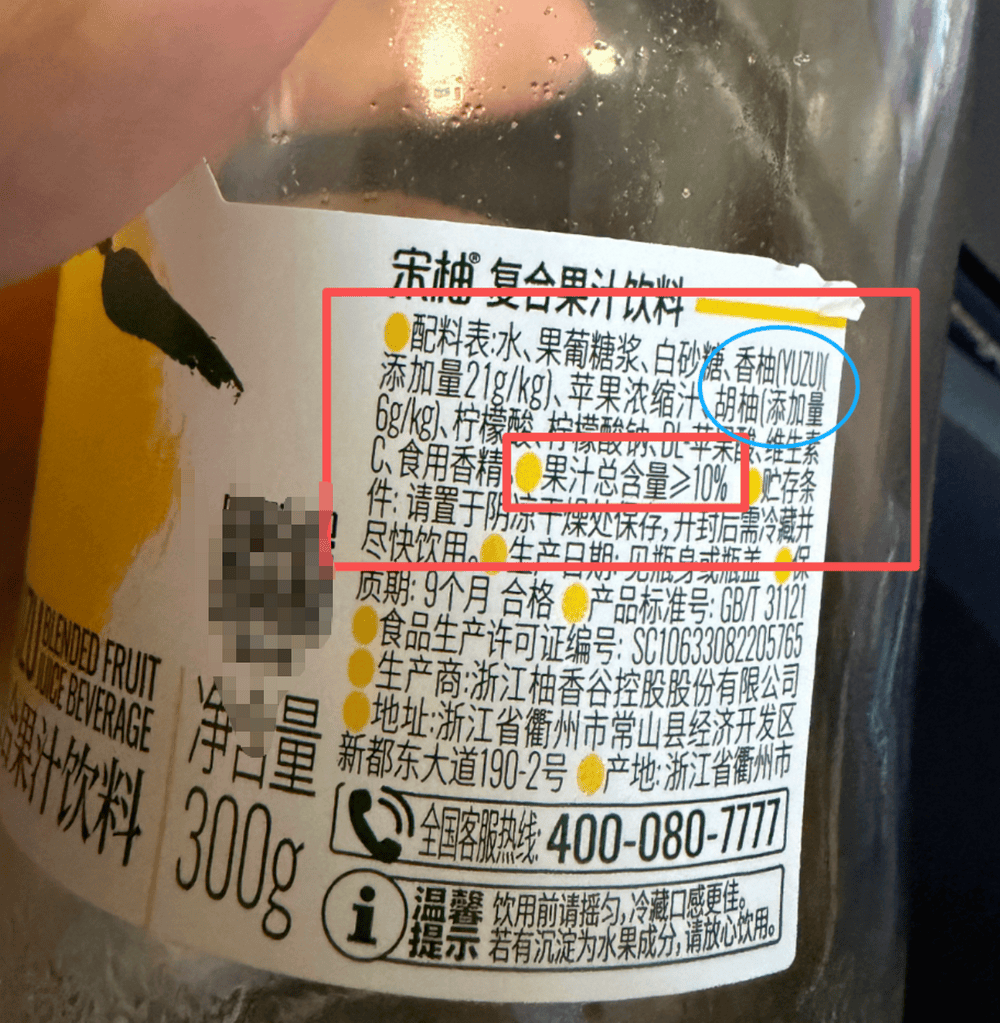 宋柚® 复合果汁饮料
配料表:水、果葡糖浆、白砂糖、香柚(YUZU)(
添加量21g/kg)、苹果浓缩汁、胡柚(添加量
6g/kg)、柠檬酸、柠檬酸钠、DL-苹果酸、维生素
C、食用香精 果汁总含量≥10% 贮存条
件: 请置于阴凉干燥处保存,开封后需冷藏并
尽快饮用。 生产日期: 见瓶身或瓶盖 保
质期: 9个月 合格 产品标准号: GB/T 31121
食品生产许可证编号: SC10633082205765
生产商:浙江柚香谷控股股份有限公司
地址:浙江省衢州市常山县经济开发区
新都东大道190-2号 产地:浙江省衢州市
全国客服热线: 400-080-7777
温馨提示
饮用前请摇匀,冷藏口感更佳。
若有沉淀为水果成分,请放心饮用。
BLENDED FRUIT
JUICE BEVERAGE
果汁饮料
净含量
300g